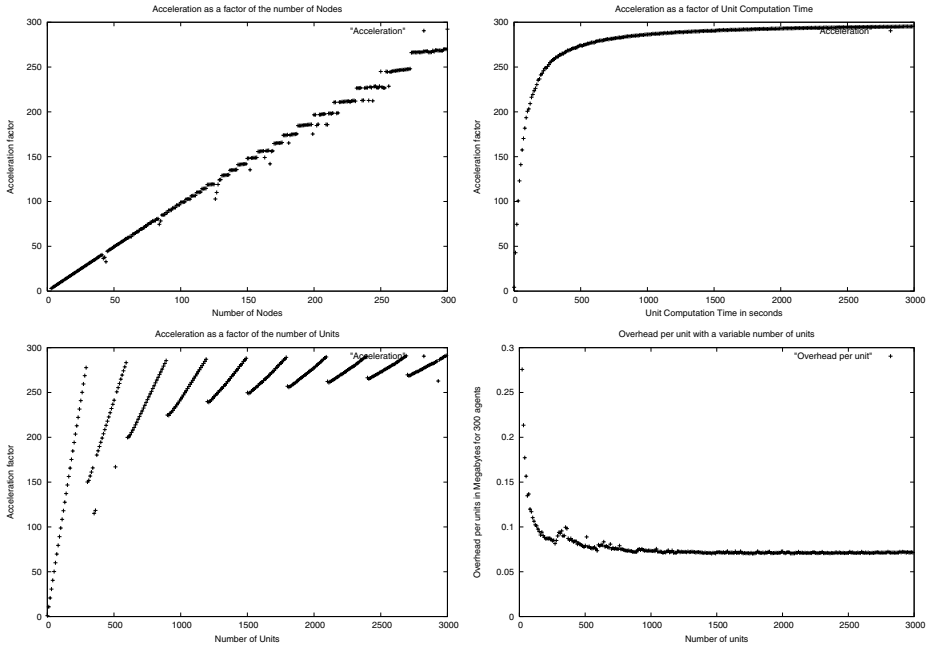 Acceleration as a factor of the number of Nodes
300
250
200
150
100
50
0
0 50 100 150 200 250 300
Acceleration factor
Number of Nodes
"Acceleration"
Acceleration as a factor of Unit Computation Time
300
250
200
150
100
50
0
0 500 1000 1500 2000 2500 3000
Acceleration factor
Unit Computation Time in seconds
"Acceleration"
Acceleration as a factor of the number of Units
300
250
200
150
100
50
0
0 500 1000 1500 2000 2500 3000
Acceleration factor
Number of Units
"Acceleration"
Overhead per unit with a variable number of units
0.3
0.25
0.2
0.15
0.1
0.05
0
0 500 1000 1500 2000 2500 3000
Overhead per units in Megabytes for 300 agents
Number of units
"Overhead per unit"